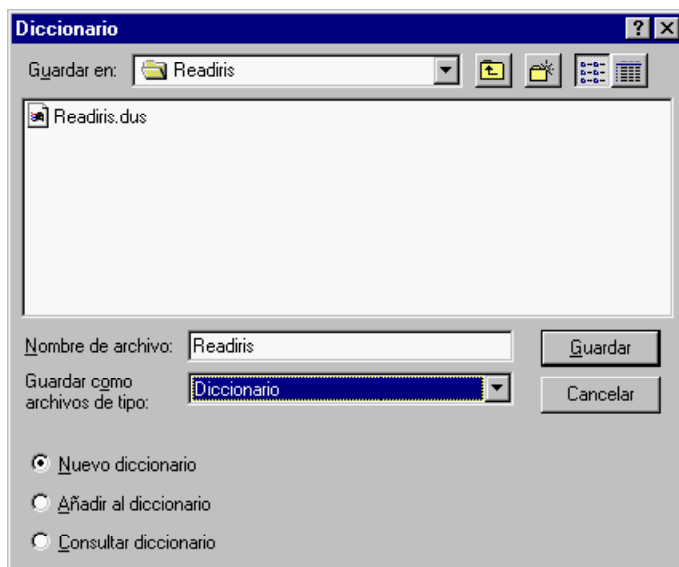 Diccionario
Guardar en: Readiris
Readiris.dus
Nombre de archivo: Readiris Guardar
Guardar como
archivos de tipo: Diccionario Cancelar
Nuevo diccionario
Añadir al diccionario
Consultar diccionario